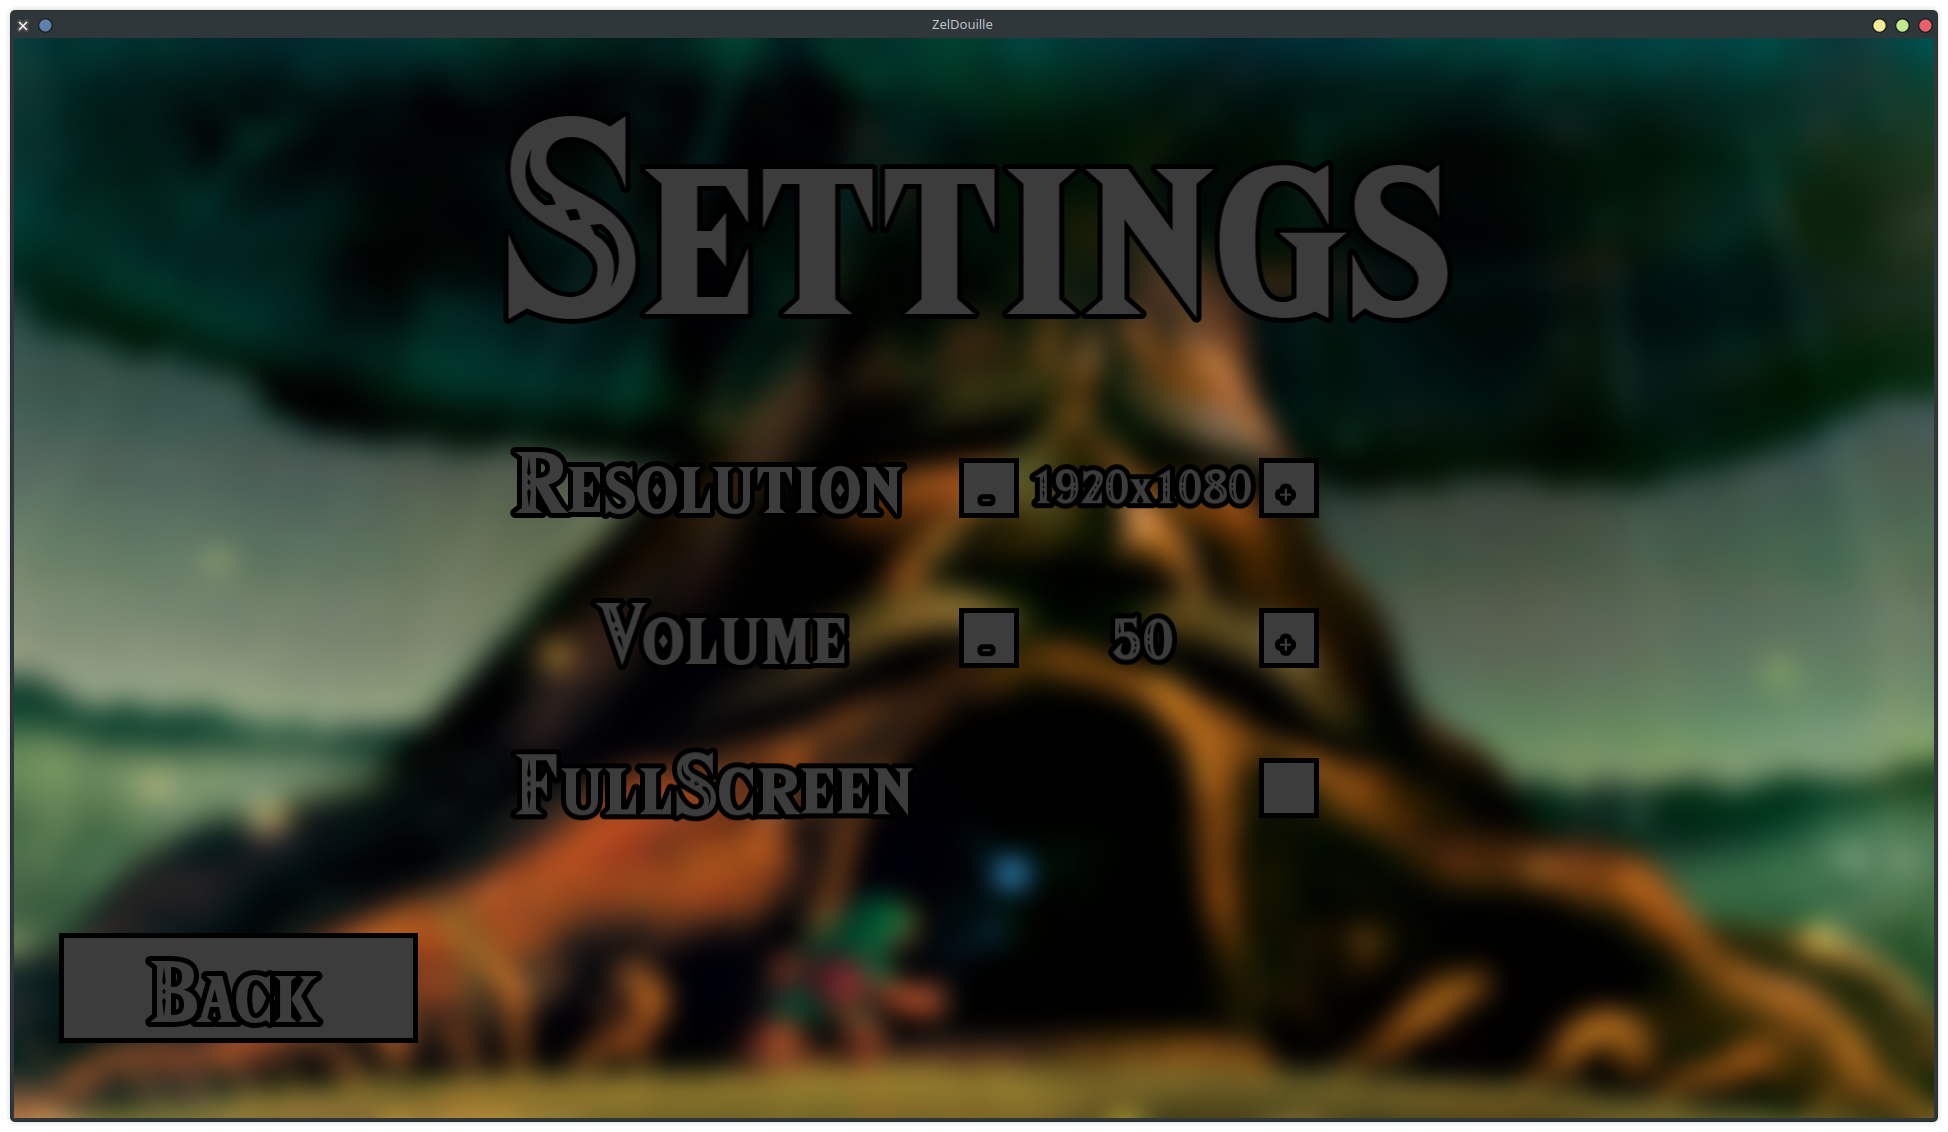 ZelDouille
Settings
Resolution - 1920x1080 +
Volume - 50 +
FullScreen
Back